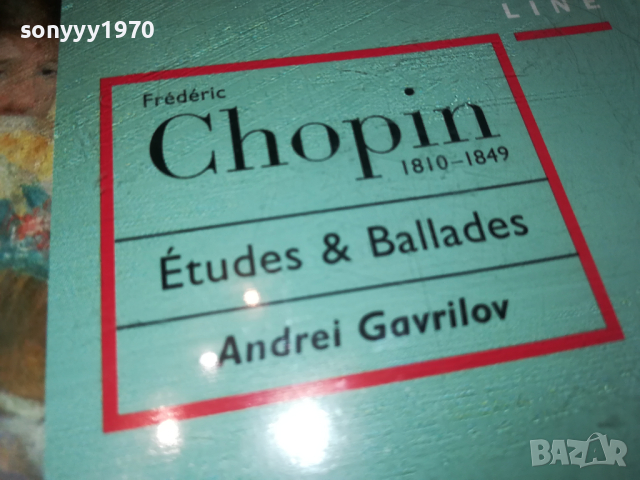 sonyyy1970
LINE
Frédéric
Chopin
1810–1849
Études & Ballades
Andrei Gavrilov
BAZAR